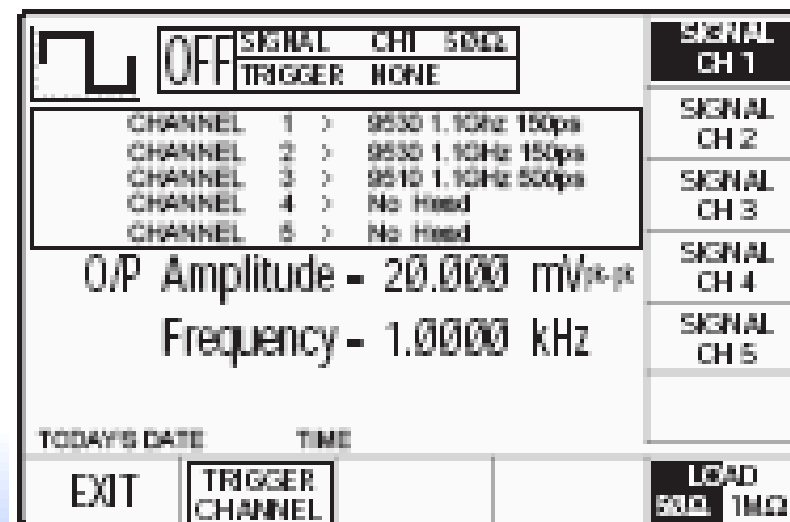 OFF
SIGNAL CH1 50Ω
TRIGGER NONE
CHANNEL 1 > 9530 1.1GHz 150ps
CHANNEL 2 > 9530 1.1GHz 150ps
CHANNEL 3 > 9510 1.1GHz 500ps
CHANNEL 4 > No Head
CHANNEL 5 > No Head
O/P Amplitude = 20.000 mVpk-pk
Frequency = 1.0000 kHz
TODAY'S DATE TIME
EXIT
TRIGGER
CHANNEL
SIGNAL
CH 1
SIGNAL
CH 2
SIGNAL
CH 3
SIGNAL
CH 4
SIGNAL
CH 5
LOAD
50Ω 1MΩ